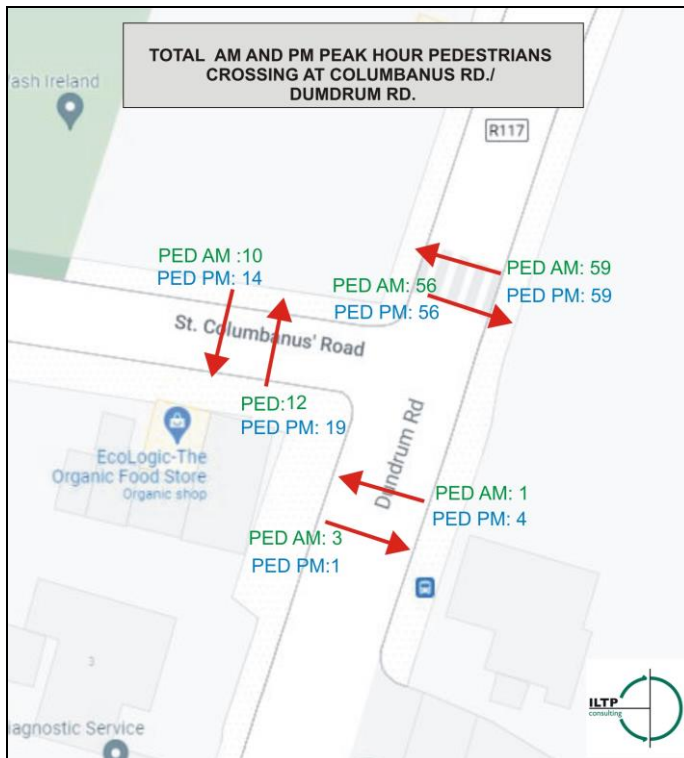 TOTAL AM AND PM PEAK HOUR PEDESTRIANS
CROSSING AT COLUMBANUS RD./
DUMDRUM RD.
ash Ireland
R117
PED AM :10
PED PM: 14
PED AM: 56
PED PM: 56
PED AM: 59
PED PM: 59
St. Columbanus' Road
PED:12
PED PM: 19
EcoLogic-The
Organic Food Store
Organic shop
Dundrum Rd
PED AM: 1
PED PM: 4
PED AM: 3
PED PM:1
3
iagnostic Service
ILTP
consulting